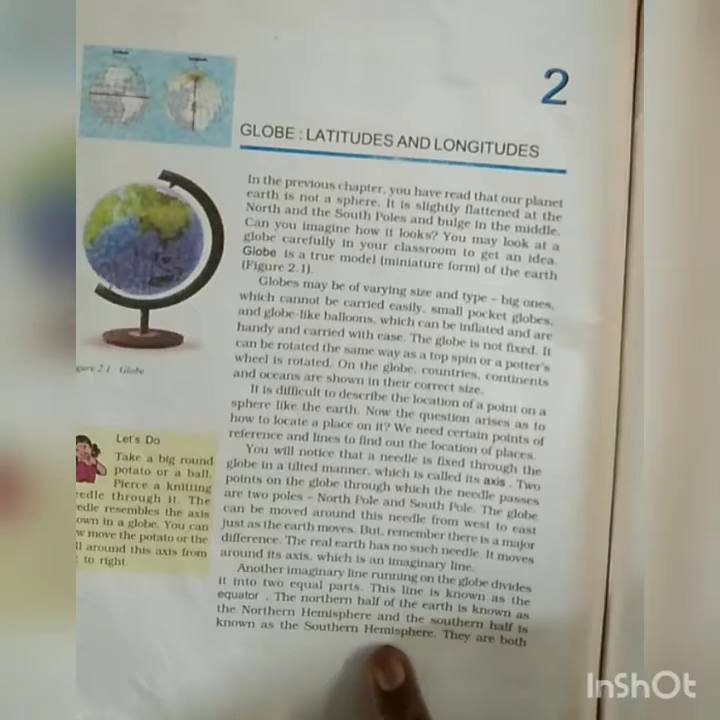 2
GLOBE : LATITUDES AND LONGITUDES
In the previous chapter, you have read that our planet
earth is not a sphere. It is slightly flattened at the
North and the South Poles and bulge in the middle.
Can you imagine how it looks? You may look at a
globe carefully in your classroom to get an idea.
Globe is a true model (miniature form) of the earth
(Figure 2.1).
Globes may be of varying size and type – big ones,
which cannot be carried easily, small pocket globes,
and globe-like balloons, which can be inflated and are
handy and carried with ease. The globe is not fixed. It
can be rotated the same way as a top spin or a potter's
wheel is rotated. On the globe, countries, continents
and oceans are shown in their correct size.
It is difficult to describe the location of a point on a
sphere like the earth. Now the question arises as to
how to locate a place on it? We need certain points of
reference and lines to find out the location of places.
You will notice that a needle is fixed through the
globe in a tilted manner, which is called its axis . Two
points on the globe through which the needle passes
are two poles – North Pole and South Pole. The globe
can be moved around this needle from west to east
just as the earth moves. But, remember there is a major
difference. The real earth has no such needle. It moves
around its axis, which is an imaginary line.
Another imaginary line running on the globe divides
it into two equal parts. This line is known as the
equator . The northern half of the earth is known as
the Northern Hemisphere and the southern half is
known as the Southern Hemisphere. They are both
gure 2.1 Globe
Let's Do
Take a big round
potato or a ball.
Pierce a knitting
edle through it. The
edle resembles the axis
own in a globe. You can
w move the potato or the
ll around this axis from
to right.
InShOt